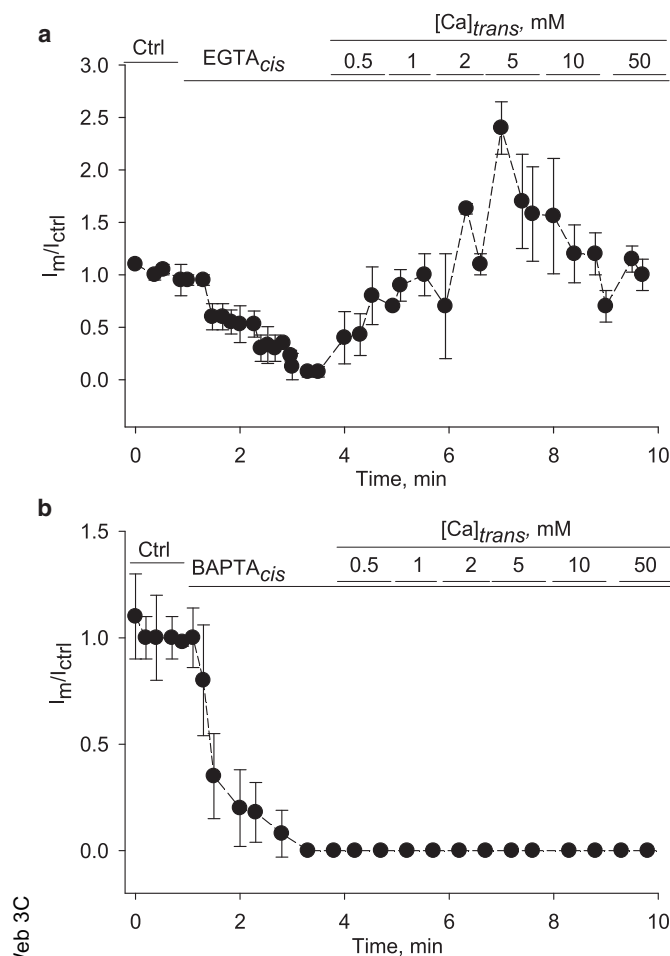 a
[Ca]trans, mM
Ctrl
EGTAcis
0.5 1 2 5 10 50
3.0
2.5
2.0
1.5
1.0
0.5
0.0
Im/Ictrl
0 2 4 6 8 10
Time, min
b
1.5
[Ca]trans, mM
Ctrl
BAPTAcis
0.5 1 2 5 10 50
1.0
0.5
0.0
Im/Ictrl
0 2 4 6 8 10
Time, min